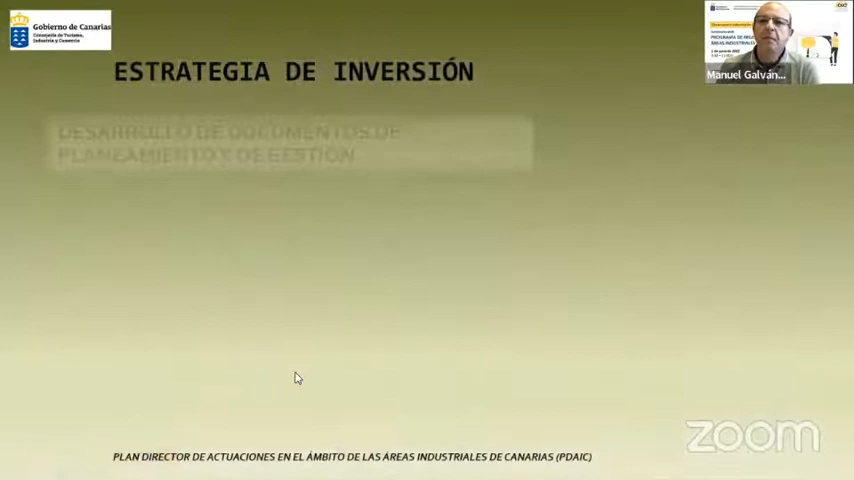 Gobierno de Canarias
Consejería de Turismo,
Industria y Comercio
ESTRATEGIA DE INVERSIÓN
DESARROLLO DE DOCUMENTOS DE
PLANEAMIENTO Y DE GESTIÓN
Manuel Galván...
zoom
PLAN DIRECTOR DE ACTUACIONES EN EL ÁMBITO DE LAS ÁREAS INDUSTRIALES DE CANARIAS (PDAIC)